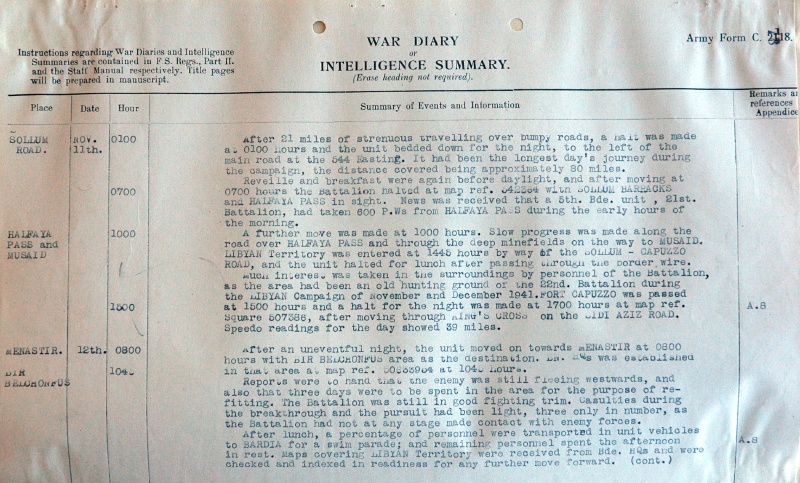 WAR DIARY
or
INTELLIGENCE SUMMARY.
(Erase heading not required).
Army Form C. 2118.
Instructions regarding War Diaries and Intelligence
Summaries are contained in F.S. Regs., Part II.
and the Staff Manual respectively. Title pages
will be prepared in manuscript.
Place Date Hour Summary of Events and Information Remarks and references Appendice
SOLLUM NOV. 0100 After 21 miles of strenuous travelling over bumpy roads, a halt was made
ROAD. 11th. at 0100 hours and the unit bedded down for the night, to the left of the
main road at the 544 Easting. It had been the longest day's journey during
the campaign, the distance covered being approximately 80 miles.
Reveille and breakfast were again before daylight, and after moving at
0700 0700 hours the Battalion halted at map ref. with SOLLUM BARRACKS
and HALFAYA PASS in sight. News was received that a 5th. Bde. unit , 21st.
Battalion, had taken 600 P.Ws from HALFAYA PASS during the early hours of
the morning.
HALFAYA 1000 A further move was made at 1000 hours. Slow progress was made along the
PASS and road over HALFAYA PASS and through the deep minefields on the way to MUSAID.
MUSAID LIBYAN Territory was entered at 1445 hours by way of the SOLLUM - CAPUZZO
ROAD, and the unit halted for lunch after passing through the border wire.
Much interest was taken in the surroundings by personnel of the Battalion,
as the area had been an old hunting ground of the 22nd. Battalion during
the LIBYAN Campaign of November and December 1941. FORT CAPUZZO was passed
1500 at 1500 hours and a halt for the night was made at 1700 hours at map ref. A.8
Square 507386, after moving through KING'S CROSS on the SIDI AZIZ ROAD.
Speedo readings for the day showed 39 miles.
MENASTIR. 12th. 0800 After an uneventful night, the unit moved on towards MENASTIR at 0800
hours with BIR BELCHONFUS area as the destination. Bn. HQs was established
BIR 1045 in that area at map ref. at 1045 hours.
BELCHONFUS Reports were to hand that the enemy was still fleeing westwards, and
also that three days were to be spent in the area for the purpose of re-
fitting. The Battalion was still in good fighting trim. Casulties during
the breakthrough and the pursuit had been light, three only in number, as
the Battalion had not at any stage made contact with enemy forces.
After lunch, a percentage of personnel were transported in unit vehicles
to BARDIA for a swim parade; and remaining personnel spent the afternoon A.8
in rest. Maps covering LIBYAN Territory were received from Bde. HQs and were
checked and indexed in readiness for any further move forward. (cont.)